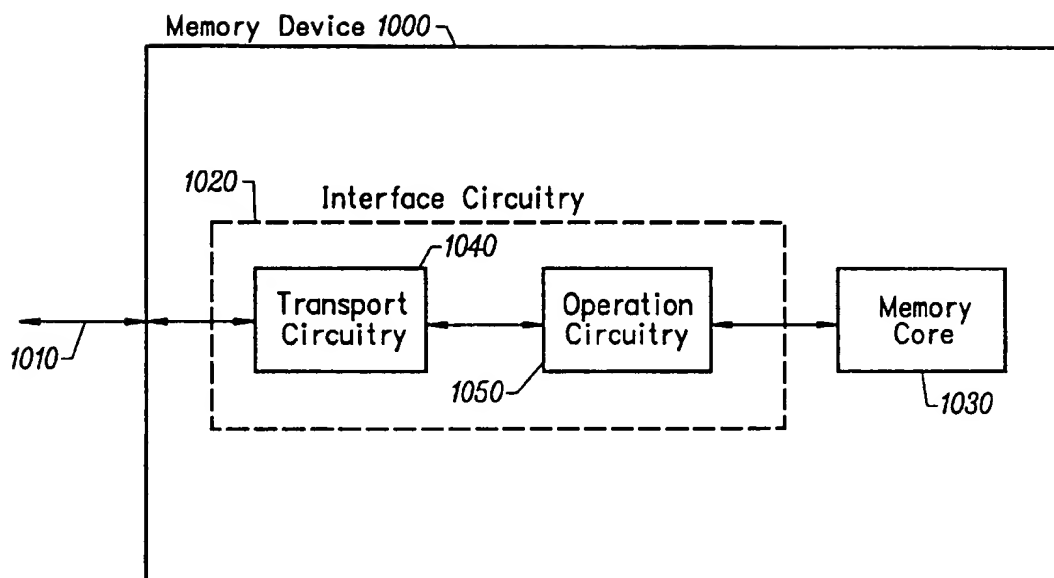 Memory Device 1000
1020
Interface Circuitry
1040
Transport
Circuitry
Operation
Circuitry
Memory
Core
1010
1050
1030